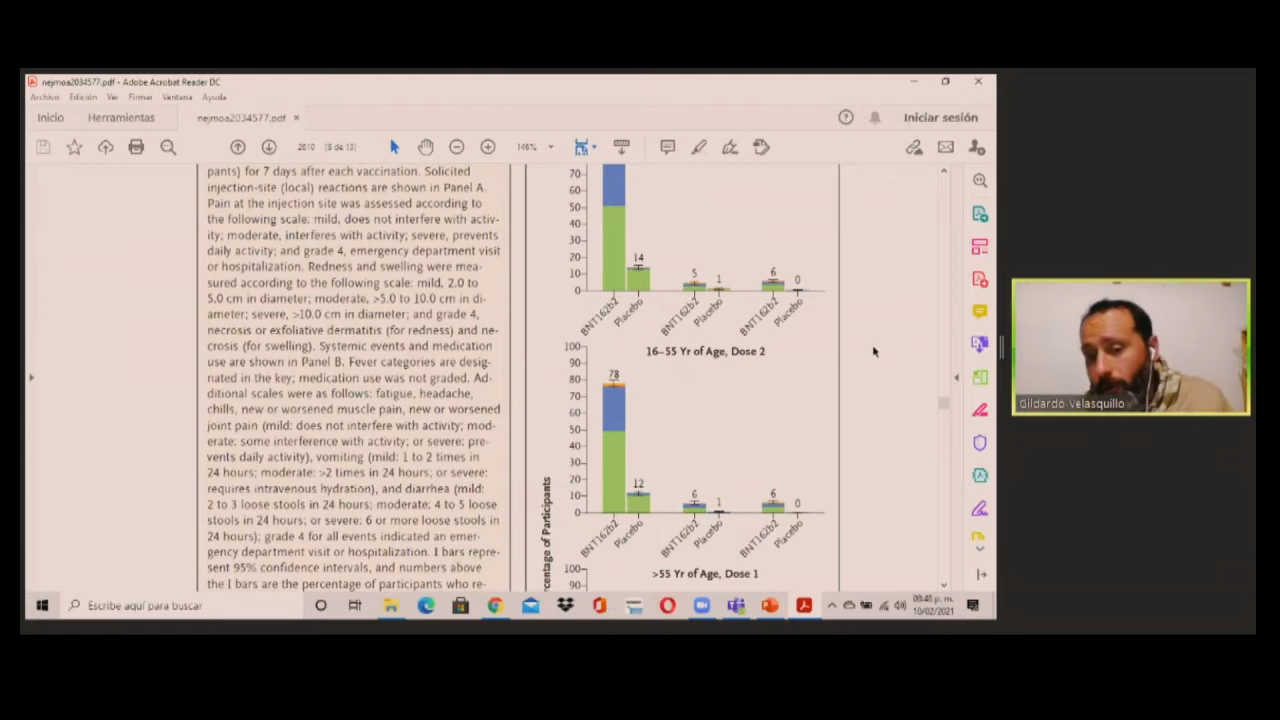 nejmoa2034577.pdf - Adobe Acrobat Reader DC
Archivo Edición Ver Firmar Ventana Ayuda
Inicio Herramientas nejmoa2034577.pdf × Iniciar sesión
2610 (8 de 13) 146%
pants) for 7 days after each vaccination. Solicited
injection-site (local) reactions are shown in Panel A.
Pain at the injection site was assessed according to
the following scale: mild, does not interfere with activ-
ity; moderate, interferes with activity; severe, prevents
daily activity; and grade 4, emergency department visit
or hospitalization. Redness and swelling were mea-
sured according to the following scale: mild, 2.0 to
5.0 cm in diameter; moderate, >5.0 to 10.0 cm in di-
ameter; severe, >10.0 cm in diameter; and grade 4,
necrosis or exfoliative dermatitis (for redness) and ne-
crosis (for swelling). Systemic events and medication
use are shown in Panel B. Fever categories are desig-
nated in the key; medication use was not graded. Ad-
ditional scales were as follows: fatigue, headache,
chills, new or worsened muscle pain, new or worsened
joint pain (mild: does not interfere with activity; mod-
erate: some interference with activity; or severe: pre-
vents daily activity), vomiting (mild: 1 to 2 times in
24 hours; moderate: >2 times in 24 hours; or severe:
requires intravenous hydration), and diarrhea (mild:
2 to 3 loose stools in 24 hours; moderate: 4 to 5 loose
stools in 24 hours; or severe: 6 or more loose stools in
24 hours); grade 4 for all events indicated an emer-
gency department visit or hospitalization. I bars repre-
sent 95% confidence intervals, and numbers above
the I bars are the percentage of participants who re-
70
60
50
40
30
20
10
0
14 5 1 6 0
BNT162b2 Placebo BNT162b2 Placebo BNT162b2 Placebo
16–55 Yr of Age, Dose 2
100
90
80
70
60
50
40
30
20
10
0
78 12 6 1 6 0
BNT162b2 Placebo BNT162b2 Placebo BNT162b2 Placebo
centage of Participants
>55 Yr of Age, Dose 1
100
90
Gildardo Velasquillo
Escribe aquí para buscar
08:48 p. m.
10/02/2021